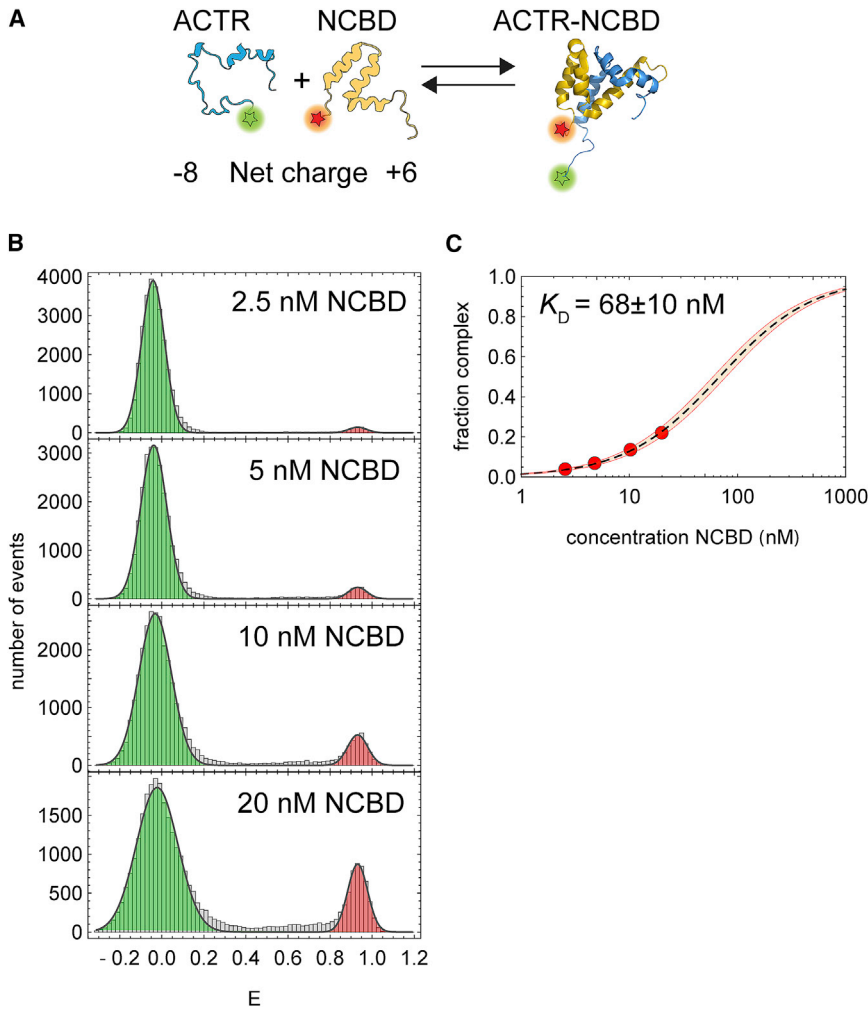 A
ACTR NCBD ACTR-NCBD
+
-8 Net charge +6
B
number of events
4000
3000
2000
1000
0
2.5 nM NCBD
3000
2000
1000
0
5 nM NCBD
2000
1000
0
10 nM NCBD
1500
1000
500
0
20 nM NCBD
- 0.2 0.0 0.2 0.4 0.6 0.8 1.0 1.2
E
C
fraction complex
1.0
0.8
0.6
0.4
0.2
0.0
K_D = 68±10 nM
1 10 100 1000
concentration NCBD (nM)